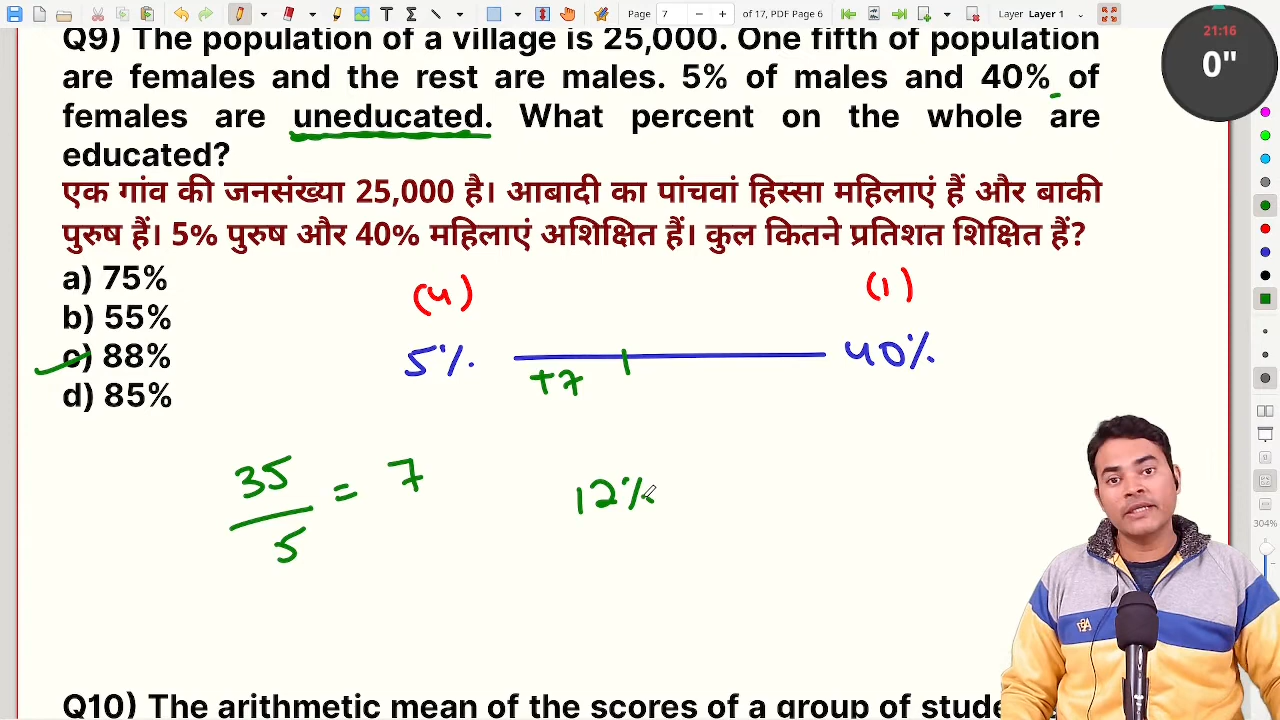 Page 7 of 17, PDF Page 6 Layer Layer 1
21:16
0"
Q9) The population of a village is 25,000. One fifth of population
are females and the rest are males. 5% of males and 40% of
females are uneducated. What percent on the whole are
educated?
एक गांव की जनसंख्या 25,000 है। आबादी का पांचवां हिस्सा महिलाएं हैं और बाकी
पुरुष हैं। 5% पुरुष और 40% महिलाएं अशिक्षित हैं। कुल कितने प्रतिशत शिक्षित हैं?
a) 75%
b) 55%
c) 88%
d) 85%
(4) (1)
5% 40%
+7
35
5
= 7
12%
304%
Q10) The arithmetic mean of the scores of a group of stude